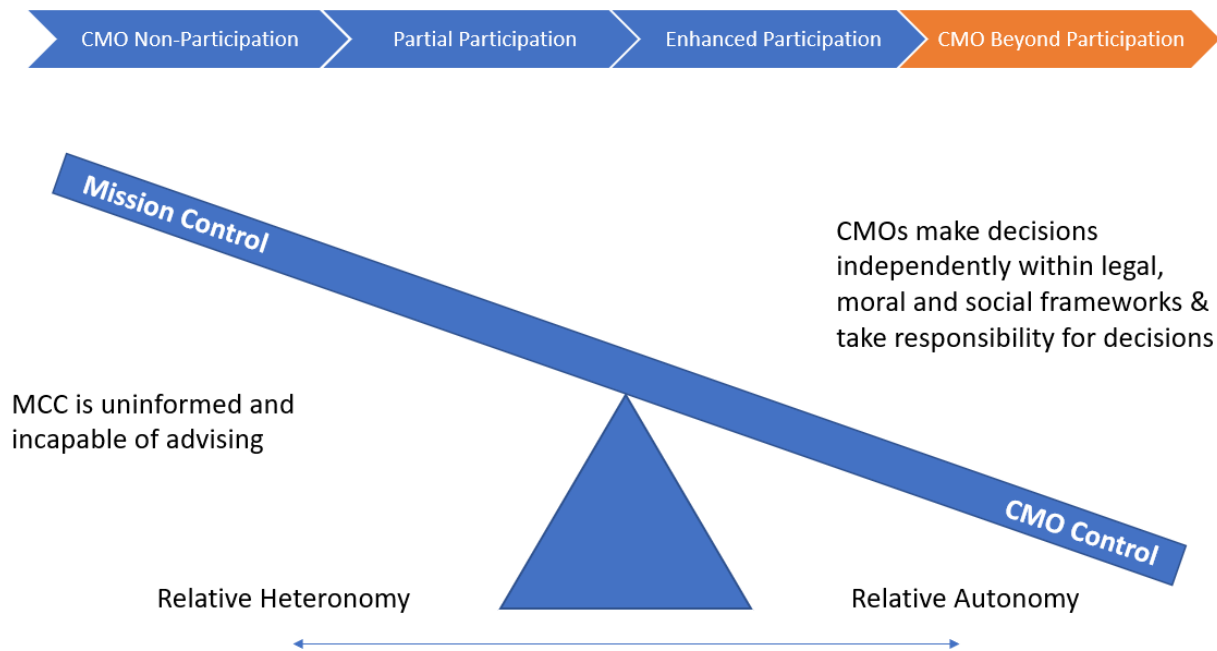 CMO Non-Participation
Partial Participation
Enhanced Participation
CMO Beyond Participation
Mission Control
CMOs make decisions
independently within legal,
moral and social frameworks &
take responsibility for decisions
MCC is uninformed and
incapable of advising
CMO Control
Relative Heteronomy
Relative Autonomy